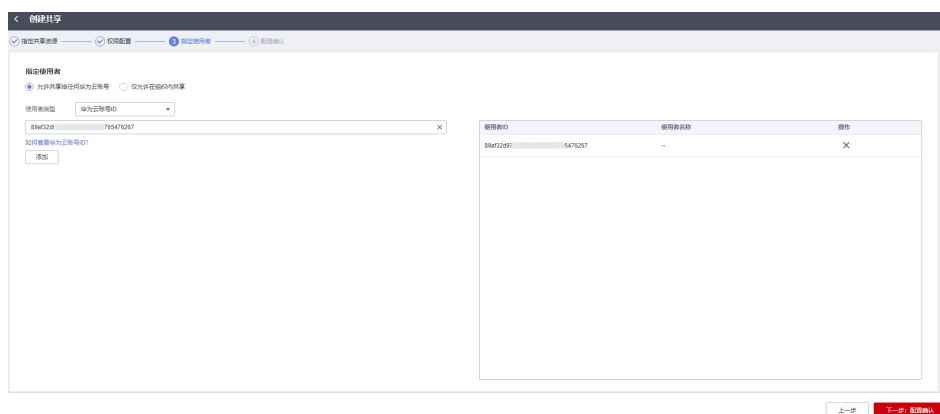 创建共享
指定共享资源
权限配置
3 指定使用者
4 配置确认
指定使用者
允许共享给任何华为云账号 仅允许在组织内共享
使用者类型 华为云账号ID
89af32df 765476267
如何查看华为云账号ID?
添加
使用者ID 使用者名称 操作
89af32d97 5476267 --
上一步 下一步：配置确认